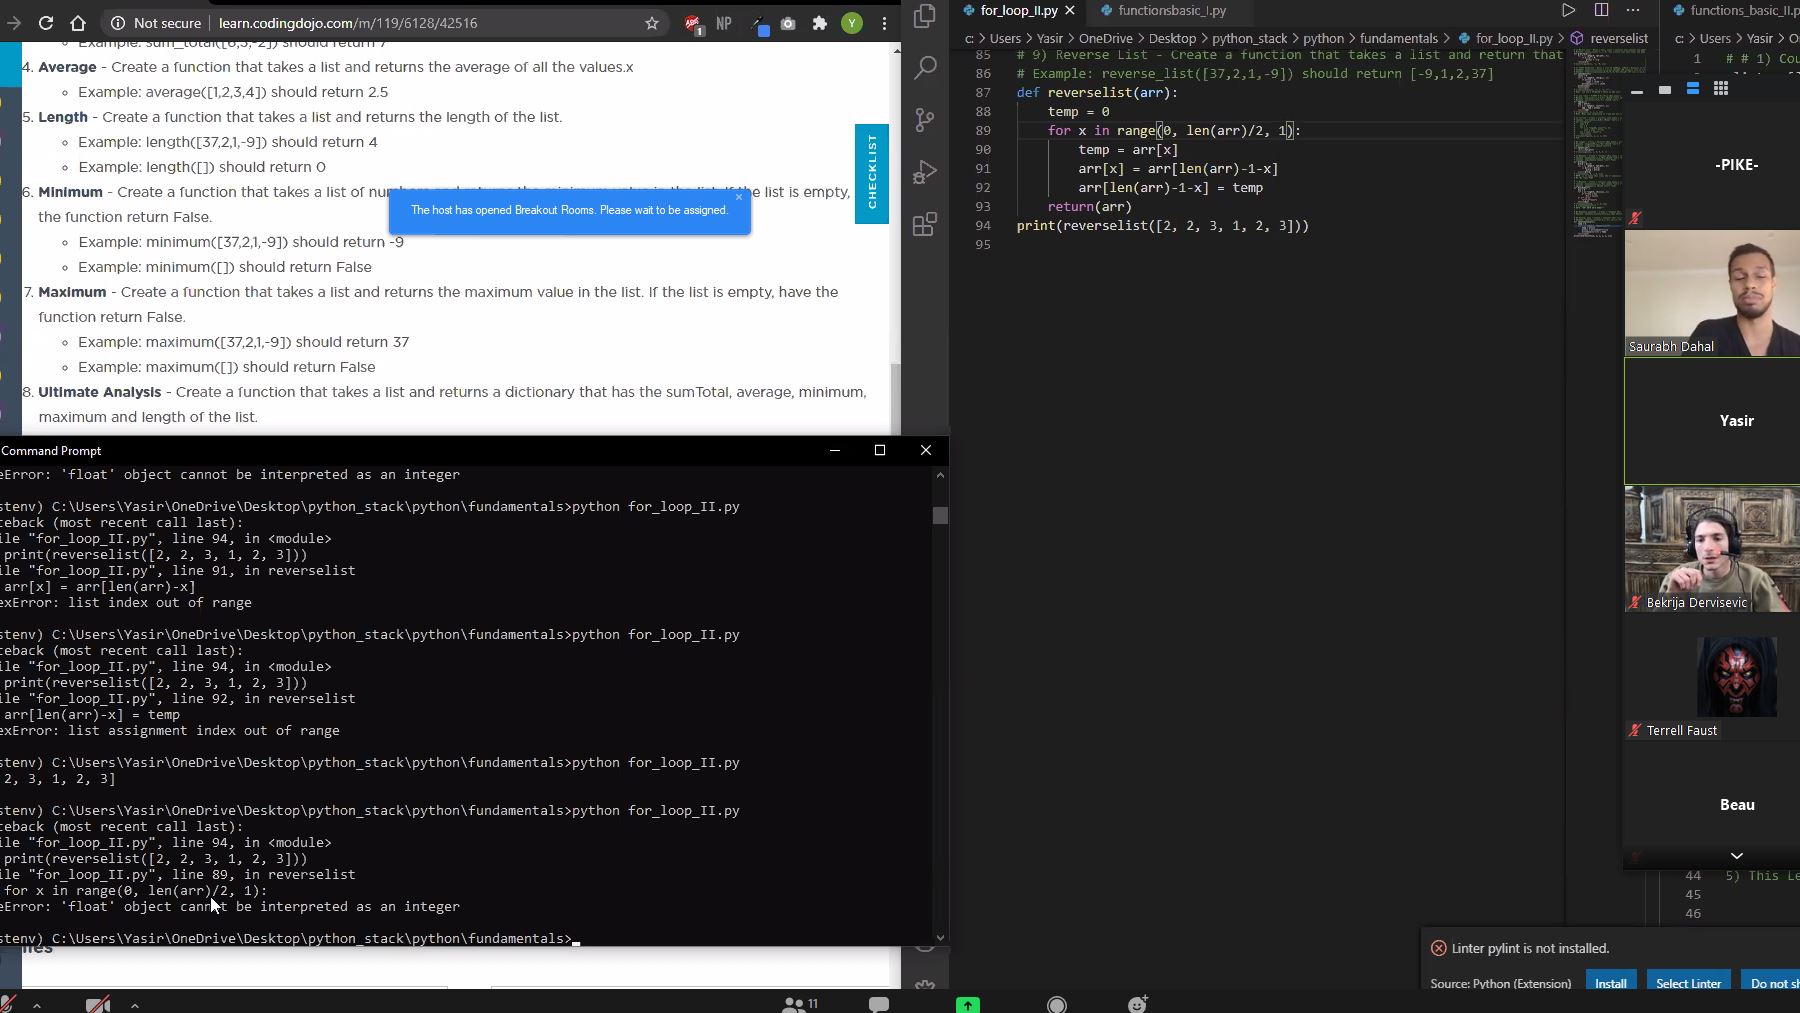 Not secure learn.codingdojo.com/m/119/6128/42516
1
NP
Y
Example: sum_total([6,3,-2]) should return 7
4. Average - Create a function that takes a list and returns the average of all the values.x
Example: average([1,2,3,4]) should return 2.5
5. Length - Create a function that takes a list and returns the length of the list.
Example: length([37,2,1,-9]) should return 4
Example: length([]) should return 0
6. Minimum - Create a function that takes a list of numbers and returns the minimum value in the list. If the list is empty,
the function return False.
The host has opened Breakout Rooms. Please wait to be assigned.
Example: minimum([37,2,1,-9]) should return -9
Example: minimum([]) should return False
7. Maximum - Create a function that takes a list and returns the maximum value in the list. If the list is empty, have the
function return False.
Example: maximum([37,2,1,-9]) should return 37
Example: maximum([]) should return False
8. Ultimate Analysis - Create a function that takes a list and returns a dictionary that has the sumTotal, average, minimum,
maximum and length of the list.
CHECKLIST
Command Prompt
eError: 'float' object cannot be interpreted as an integer
stenv) C:\Users\Yasir\OneDrive\Desktop\python_stack\python\fundamentals>python for_loop_II.py
ceback (most recent call last):
ile "for_loop_II.py", line 94, in <module>
print(reverselist([2, 2, 3, 1, 2, 3]))
ile "for_loop_II.py", line 91, in reverselist
arr[x] = arr[len(arr)-x]
exError: list index out of range
stenv) C:\Users\Yasir\OneDrive\Desktop\python_stack\python\fundamentals>python for_loop_II.py
ceback (most recent call last):
ile "for_loop_II.py", line 94, in <module>
print(reverselist([2, 2, 3, 1, 2, 3]))
ile "for_loop_II.py", line 92, in reverselist
arr[len(arr)-x] = temp
exError: list assignment index out of range
stenv) C:\Users\Yasir\OneDrive\Desktop\python_stack\python\fundamentals>python for_loop_II.py
2, 3, 1, 2, 3]
stenv) C:\Users\Yasir\OneDrive\Desktop\python_stack\python\fundamentals>python for_loop_II.py
ceback (most recent call last):
ile "for_loop_II.py", line 94, in <module>
print(reverselist([2, 2, 3, 1, 2, 3]))
ile "for_loop_II.py", line 89, in reverselist
for x in range(0, len(arr)/2, 1):
eError: 'float' object cannot be interpreted as an integer
stenv) C:\Users\Yasir\OneDrive\Desktop\python_stack\python\fundamentals>
11
for_loop_II.py functionsbasic_I.py
c: > Users > Yasir > OneDrive > Desktop > python_stack > python > fundamentals > for_loop_II.py > reverselist
85 # 9) Reverse List - Create a function that takes a list and return that
86 # Example: reverse_list([37,2,1,-9]) should return [-9,1,2,37]
87 def reverselist(arr):
88 temp = 0
89 for x in range(0, len(arr)/2, 1):
90 temp = arr[x]
91 arr[x] = arr[len(arr)-1-x]
92 arr[len(arr)-1-x] = temp
93 return(arr)
94 print(reverselist([2, 2, 3, 1, 2, 3]))
95
functions_basic_II.p
c: > Users > Yasir > On
1 # # 1) Cou
-PIKE-
Saurabh Dahal
Yasir
Bekrija Dervisevic
Terrell Faust
Beau
44 5) This Le
45
46
Linter pylint is not installed.
Source: Python (Extension) Install Select Linter Do not sh